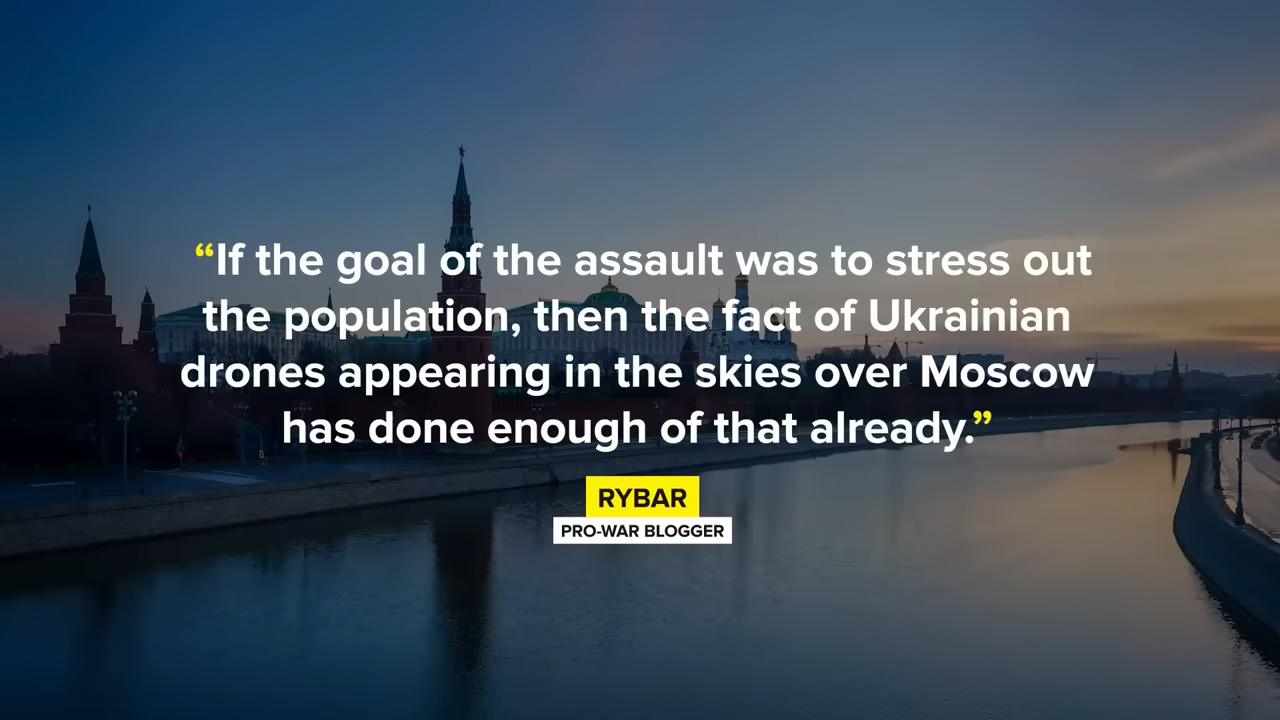 “If the goal of the assault was to stress out
the population, then the fact of Ukrainian
drones appearing in the skies over Moscow
has done enough of that already.”
RYBAR
PRO-WAR BLOGGER